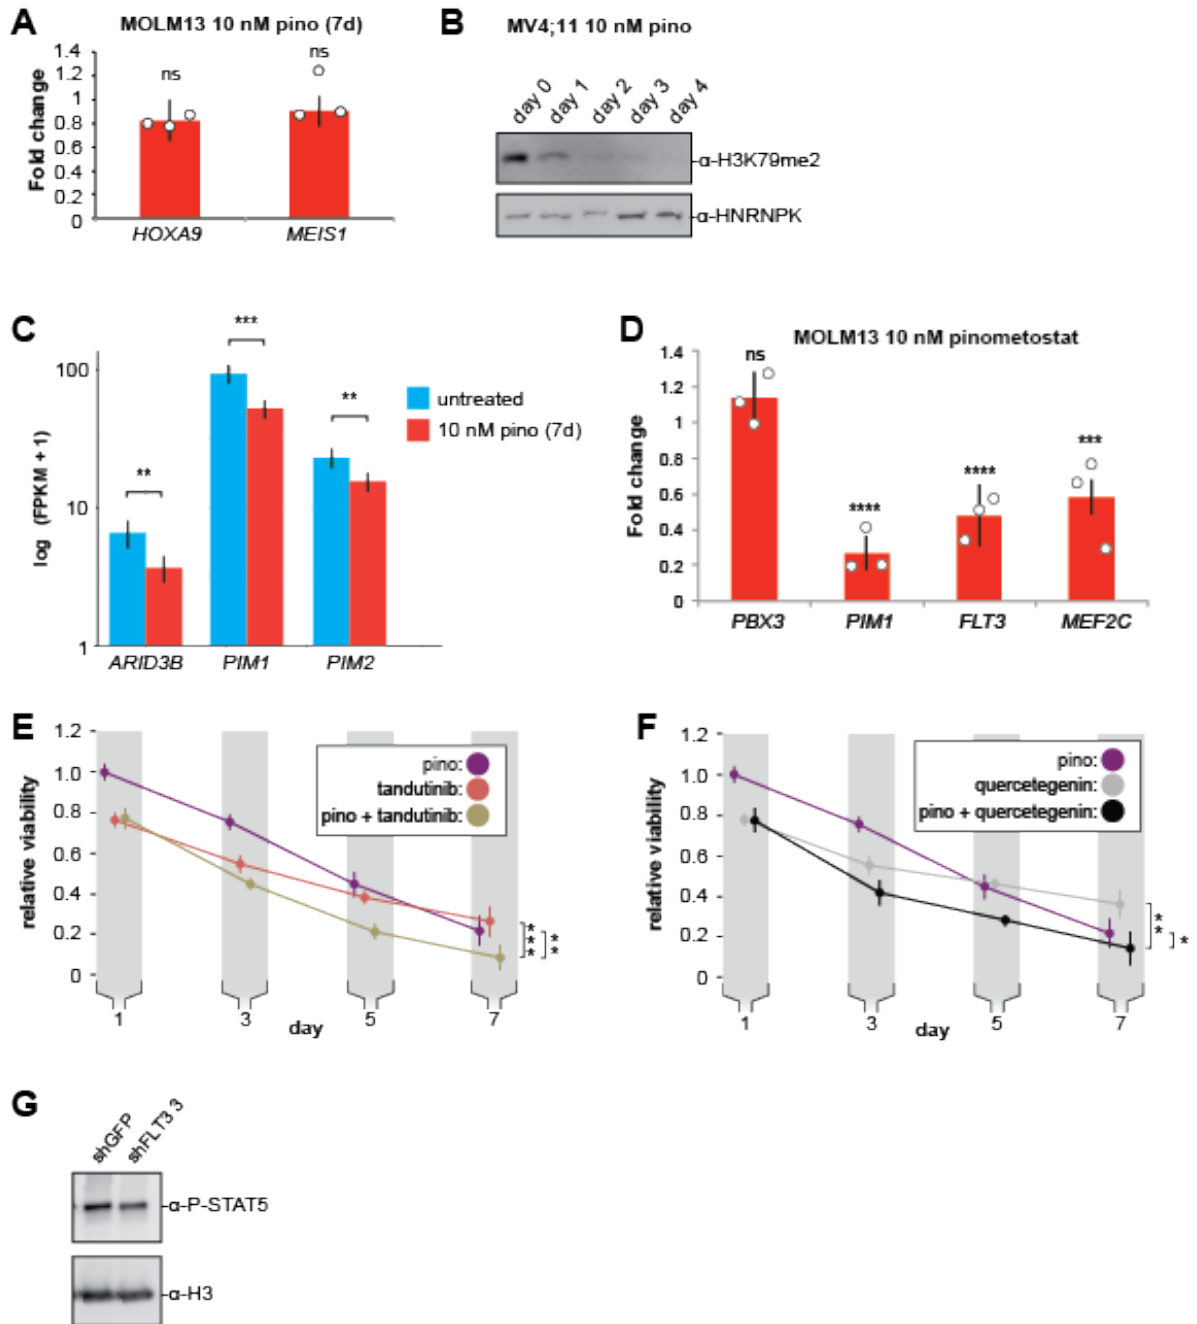 A
MOLM13 10 nM pino (7d)
Fold change
1.4
1.2
1
0.8
0.6
0.4
0.2
0
ns
ns
HOXA9
MEIS1
B
MV4;11 10 nM pino
day 0
day 1
day 2
day 3
day 4
α-H3K79me2
α-HNRNPK
C
log (FPKM + 1)
100
10
1
**
***
**
untreated
10 nM pino (7d)
ARID3B
PIM1
PIM2
D
MOLM13 10 nM pinometostat
Fold change
1.4
1.2
1
0.8
0.6
0.4
0.2
0
ns
****
****
***
PBX3
PIM1
FLT3
MEF2C
E
relative viability
1.2
1.0
0.8
0.6
0.4
0.2
0
pino:
tandutinib:
pino + tandutinib:
***
**
1
3
5
7
day
F
relative viability
1.2
1.0
0.8
0.6
0.4
0.2
0
pino:
quercetegenin:
pino + quercetegenin:
**
*
1
3
5
7
day
G
shGFP
shFLT3 3
α-P-STAT5
α-H3